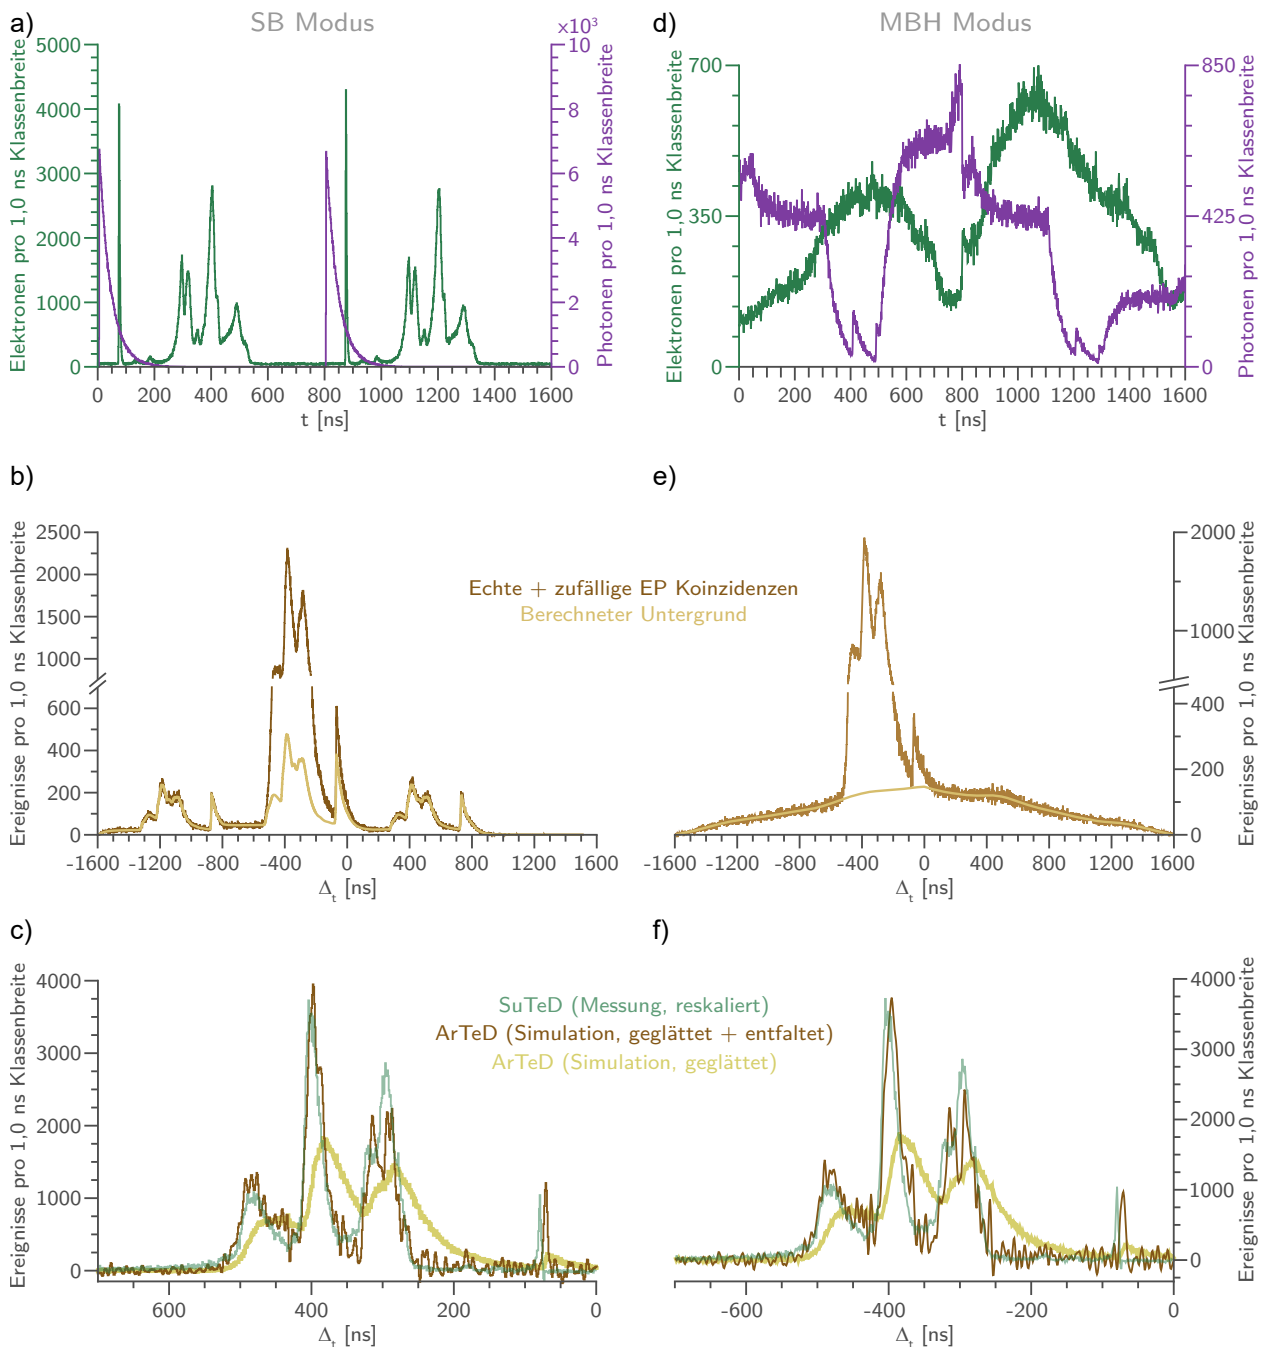 a)
SB Modus
x10³
Elektronen pro 1,0 ns Klassenbreite
5000
4000
3000
2000
1000
0
10
8
6
4
2
0
Photonen pro 1,0 ns Klassenbreite
0 200 400 600 800 1000 1200 1400 1600
t [ns]
d)
MBH Modus
Elektronen pro 1,0 ns Klassenbreite
700
350
0
850
425
0
Photonen pro 1,0 ns Klassenbreite
0 200 400 600 800 1000 1200 1400 1600
t [ns]
b)
Ereignisse pro 1,0 ns Klassenbreite
2500
2000
1500
1000
600
400
200
0
-1600 -1200 -800 -400 0 400 800 1200 1600
Δt [ns]
Echte + zufällige EP Koinzidenzen
Berechneter Untergrund
e)
2000
1000
400
200
0
Ereignisse pro 1,0 ns Klassenbreite
-1600 -1200 -800 -400 0 400 800 1200 1600
Δt [ns]
c)
Ereignisse pro 1,0 ns Klassenbreite
4000
3000
2000
1000
0
600 400 200 0
Δt [ns]
SuTeD (Messung, reskaliert)
ArTeD (Simulation, geglättet + entfaltet)
ArTeD (Simulation, geglättet)
f)
4000
3000
2000
1000
0
Ereignisse pro 1,0 ns Klassenbreite
-600 -400 -200 0
Δt [ns]